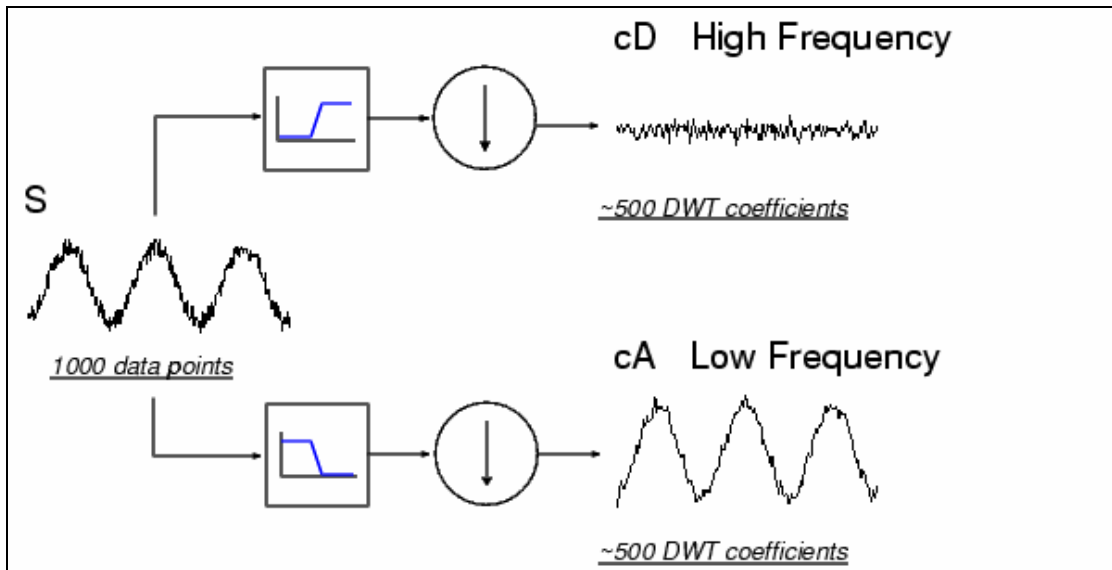 cD High Frequency
~500 DWT coefficients
S
1000 data points
cA Low Frequency
~500 DWT coefficients